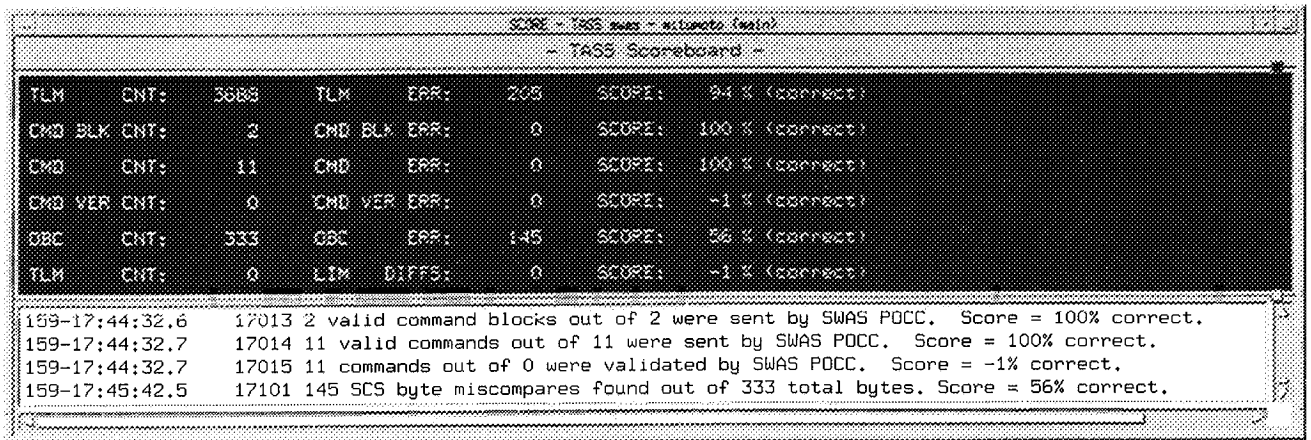 SCORE - TASS swas - mitumoto (main)
- TASS Scoreboard -
TLM CNT: 3688 TLM ERR: 205 SCORE: 94 % (correct)
CMD BLK CNT: 2 CMD BLK ERR: 0 SCORE: 100 % (correct)
CMD CNT: 11 CMD ERR: 0 SCORE: 100 % (correct)
CMD VER CNT: 0 CMD VER ERR: 0 SCORE: -1 % (correct)
OBC CNT: 333 OBC ERR: 145 SCORE: 56 % (correct)
TLM CNT: 0 LIM DIFFS: 0 SCORE: -1 % (correct)
159-17:44:32.6 17013 2 valid command blocks out of 2 were sent by SWAS POCC. Score = 100% correct.
159-17:44:32.7 17014 11 valid commands out of 11 were sent by SWAS POCC. Score = 100% correct.
159-17:44:32.7 17015 11 commands out of 0 were validated by SWAS POCC. Score = -1% correct.
159-17:45:42.5 17101 145 SCS byte miscompares found out of 333 total bytes. Score = 56% correct.